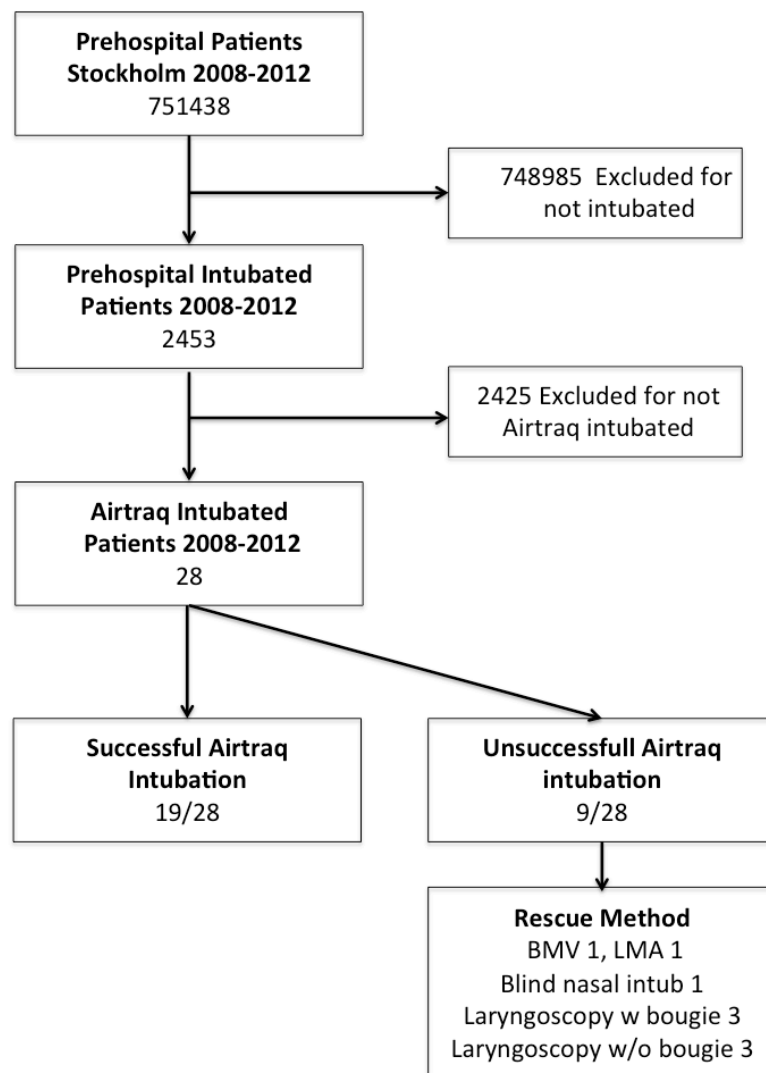 Prehospital Patients
Stockholm 2008-2012
751438
748985 Excluded for
not intubated
Prehospital Intubated
Patients 2008-2012
2453
2425 Excluded for not
Airtraq intubated
Airtraq Intubated
Patients 2008-2012
28
Successful Airtraq
Intubation
19/28
Unsuccessfull Airtraq
intubation
9/28
Rescue Method
BMV 1, LMA 1
Blind nasal intub 1
Laryngoscopy w bougie 3
Laryngoscopy w/o bougie 3